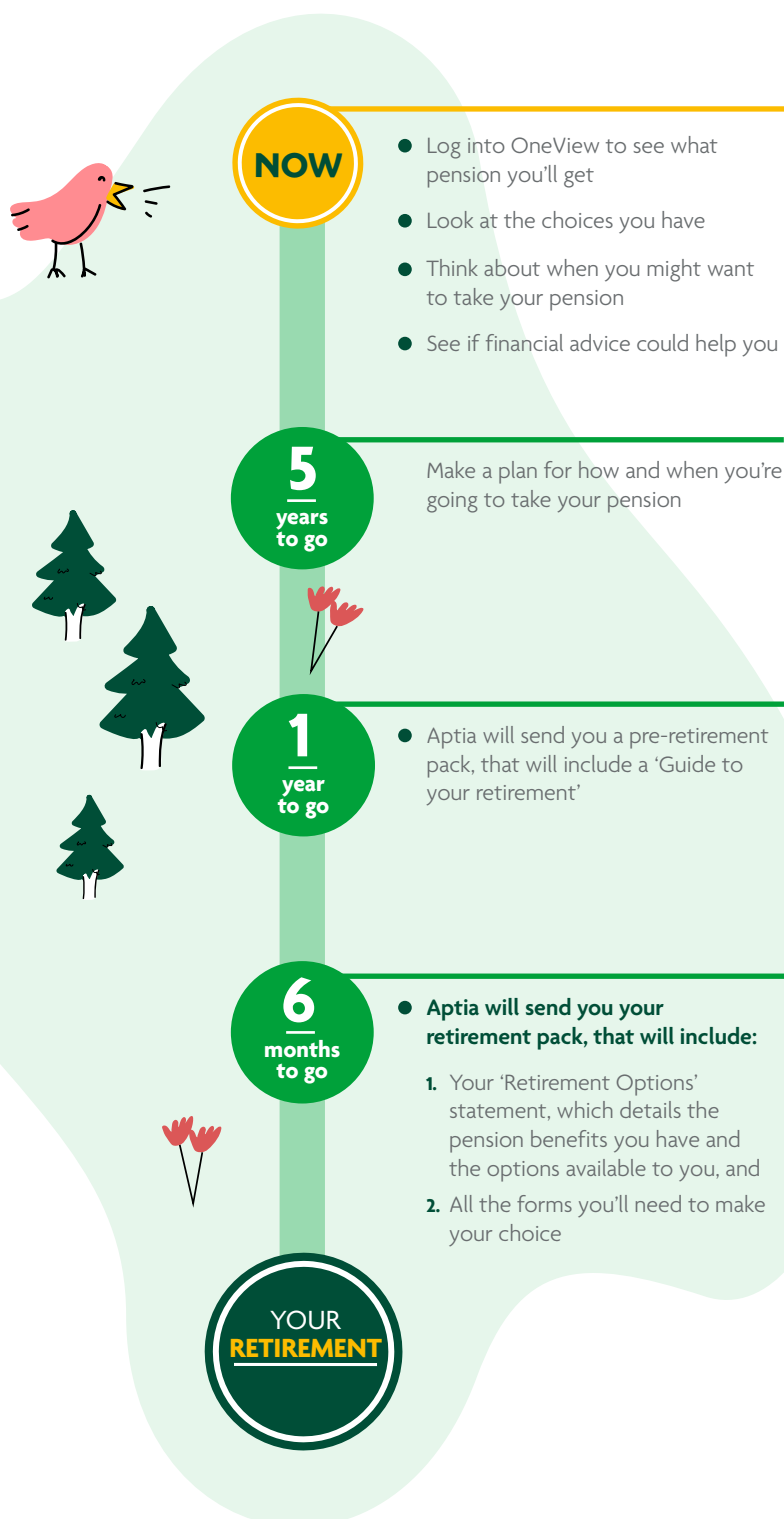 NOW
● Log into OneView to see what
pension you’ll get
● Look at the choices you have
● Think about when you might want
to take your pension
● See if financial advice could help you
5
years
to go
Make a plan for how and when you’re
going to take your pension
1
year
to go
● Aptia will send you a pre-retirement
pack, that will include a ‘Guide to
your retirement’
6
months
to go
● Aptia will send you your
retirement pack, that will include:
1. Your ‘Retirement Options’
statement, which details the
pension benefits you have and
the options available to you, and
2. All the forms you’ll need to make
your choice
YOUR
RETIREMENT